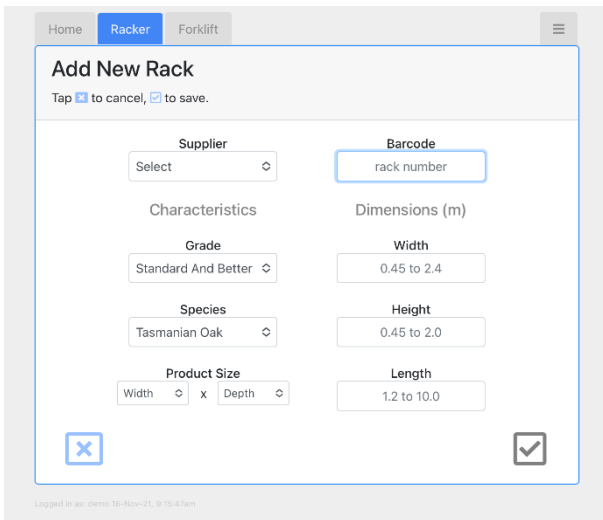 Home Racker Forklift
Add New Rack
Tap to cancel, to save.
Supplier Barcode
Select rack number
Characteristics Dimensions (m)
Grade Width
Standard And Better 0.45 to 2.4
Species Height
Tasmanian Oak 0.45 to 2.0
Product Size Length
Width x Depth 1.2 to 10.0
Logged in as: demo 16-Nov-21, 9:15:47am